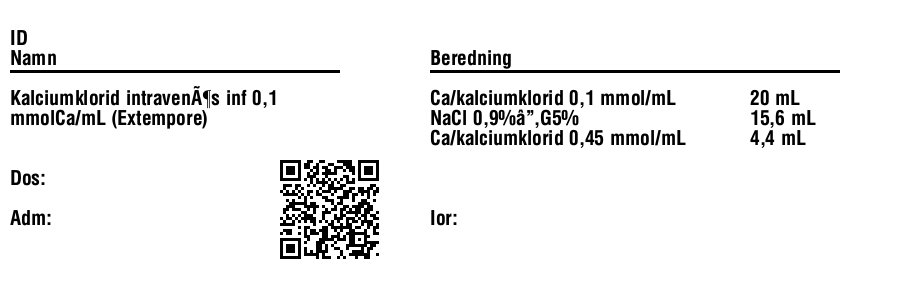 ID
Namn
Beredning
Kalciumklorid intravenÃ¶s inf 0,1
mmolCa/mL (Extempore)
Ca/kalciumklorid 0,1 mmol/mL 20 mL
NaCl 0,9%â”‚G5% 15,6 mL
Ca/kalciumklorid 0,45 mmol/mL 4,4 mL
Dos:
Adm:
Ior: